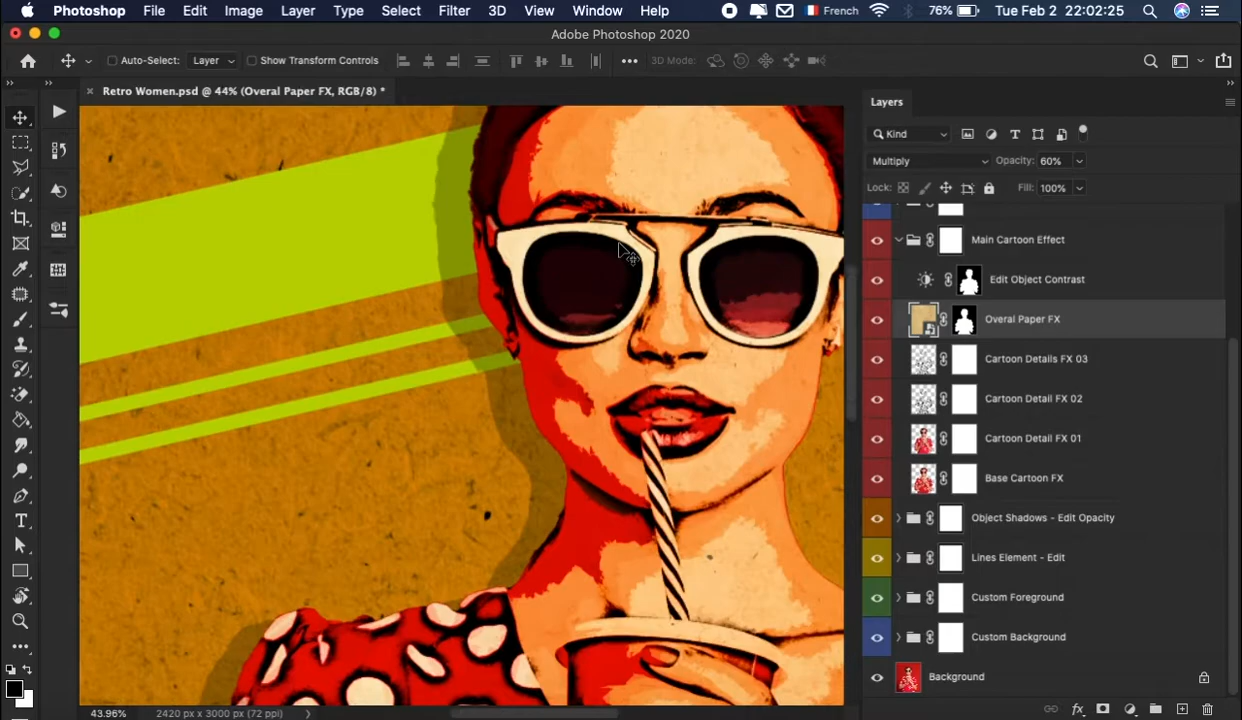 Photoshop File Edit Image Layer Type Select Filter 3D View Window Help French 76% Tue Feb 2 22:02:25
Adobe Photoshop 2020
Auto-Select: Layer Show Transform Controls 3D Mode:
Retro Women.psd @ 44% (Overal Paper FX, RGB/8) *
Layers
Kind
Multiply Opacity: 60%
Lock: Fill: 100%
Main Cartoon Effect
Edit Object Contrast
Overal Paper FX
Cartoon Details FX 03
Cartoon Detail FX 02
Cartoon Detail FX 01
Base Cartoon FX
Object Shadows - Edit Opacity
Lines Element - Edit
Custom Foreground
Custom Background
Background
43.96% 2420 px x 3000 px (72 ppi)